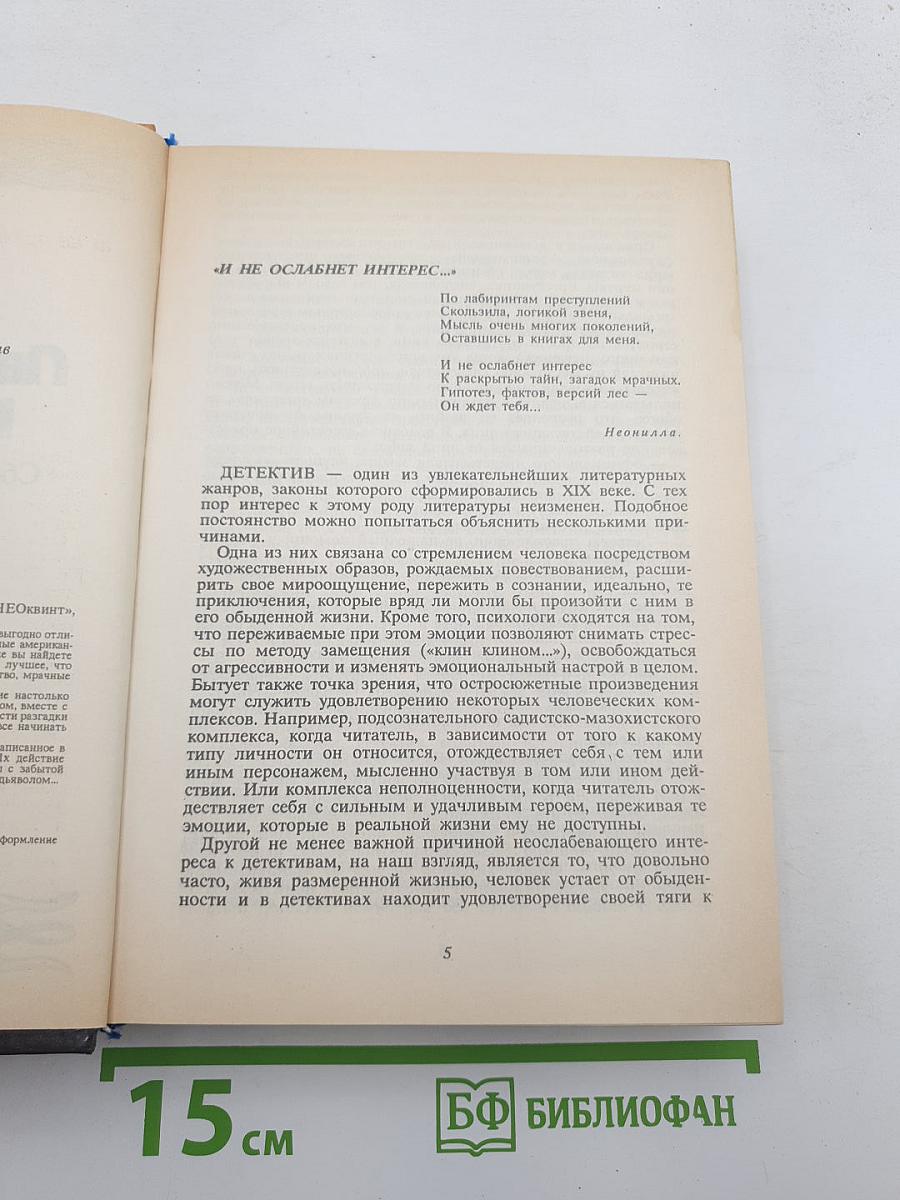 ив
НЕОквинт»,
выгодно отли-
ные американ-
ке вы найдете
лучшее, что
тво, мрачные
ие настолько
ом, вместе с
сти разгадки
все начинать
аписанное в
Их действие
и с забытой
дьяволом...
формление
«И НЕ ОСЛАБНЕТ ИНТЕРЕС...»
По лабиринтам преступлений
Скользила, логикой звеня,
Мысль очень многих поколений,
Оставшись в книгах для меня.
И не ослабнет интерес
К раскрытью тайн, загадок мрачных.
Гипотез, фактов, версий лес —
Он ждет тебя...
Неонилла.
ДЕТЕКТИВ — один из увлекательнейших литературных
жанров, законы которого сформировались в XIX веке. С тех
пор интерес к этому роду литературы неизменен. Подобное
постоянство можно попытаться объяснить несколькими при-
чинами.
Одна из них связана со стремлением человека посредством
художественных образов, рождаемых повествованием, расши-
рить свое мироощущение, пережить в сознании, идеально, те
приключения, которые вряд ли могли бы произойти с ним в
его обыденной жизни. Кроме того, психологи сходятся на том,
что переживаемые при этом эмоции позволяют снимать стрес-
сы по методу замещения («клин клином...»), освобождаться
от агрессивности и изменять эмоциональный настрой в целом.
Бытует также точка зрения, что остросюжетные произведения
могут служить удовлетворению некоторых человеческих ком-
плексов. Например, подсознательного садистско-мазохистского
комплекса, когда читатель, в зависимости от того к какому
типу личности он относится, отождествляет себя с тем или
иным персонажем, мысленно участвуя в том или ином дей-
ствии. Или комплекса неполноценности, когда читатель отож-
дествляет себя с сильным и удачливым героем, переживая те
эмоции, которые в реальной жизни ему не доступны.
Другой не менее важной причиной неослабевающего инте-
реса к детективам, на наш взгляд, является то, что довольно
часто, живя размеренной жизнью, человек устает от обыден-
ности и в детективах находит удовлетворение своей тяги к
5
15 см
БФ БИБЛИОФАН